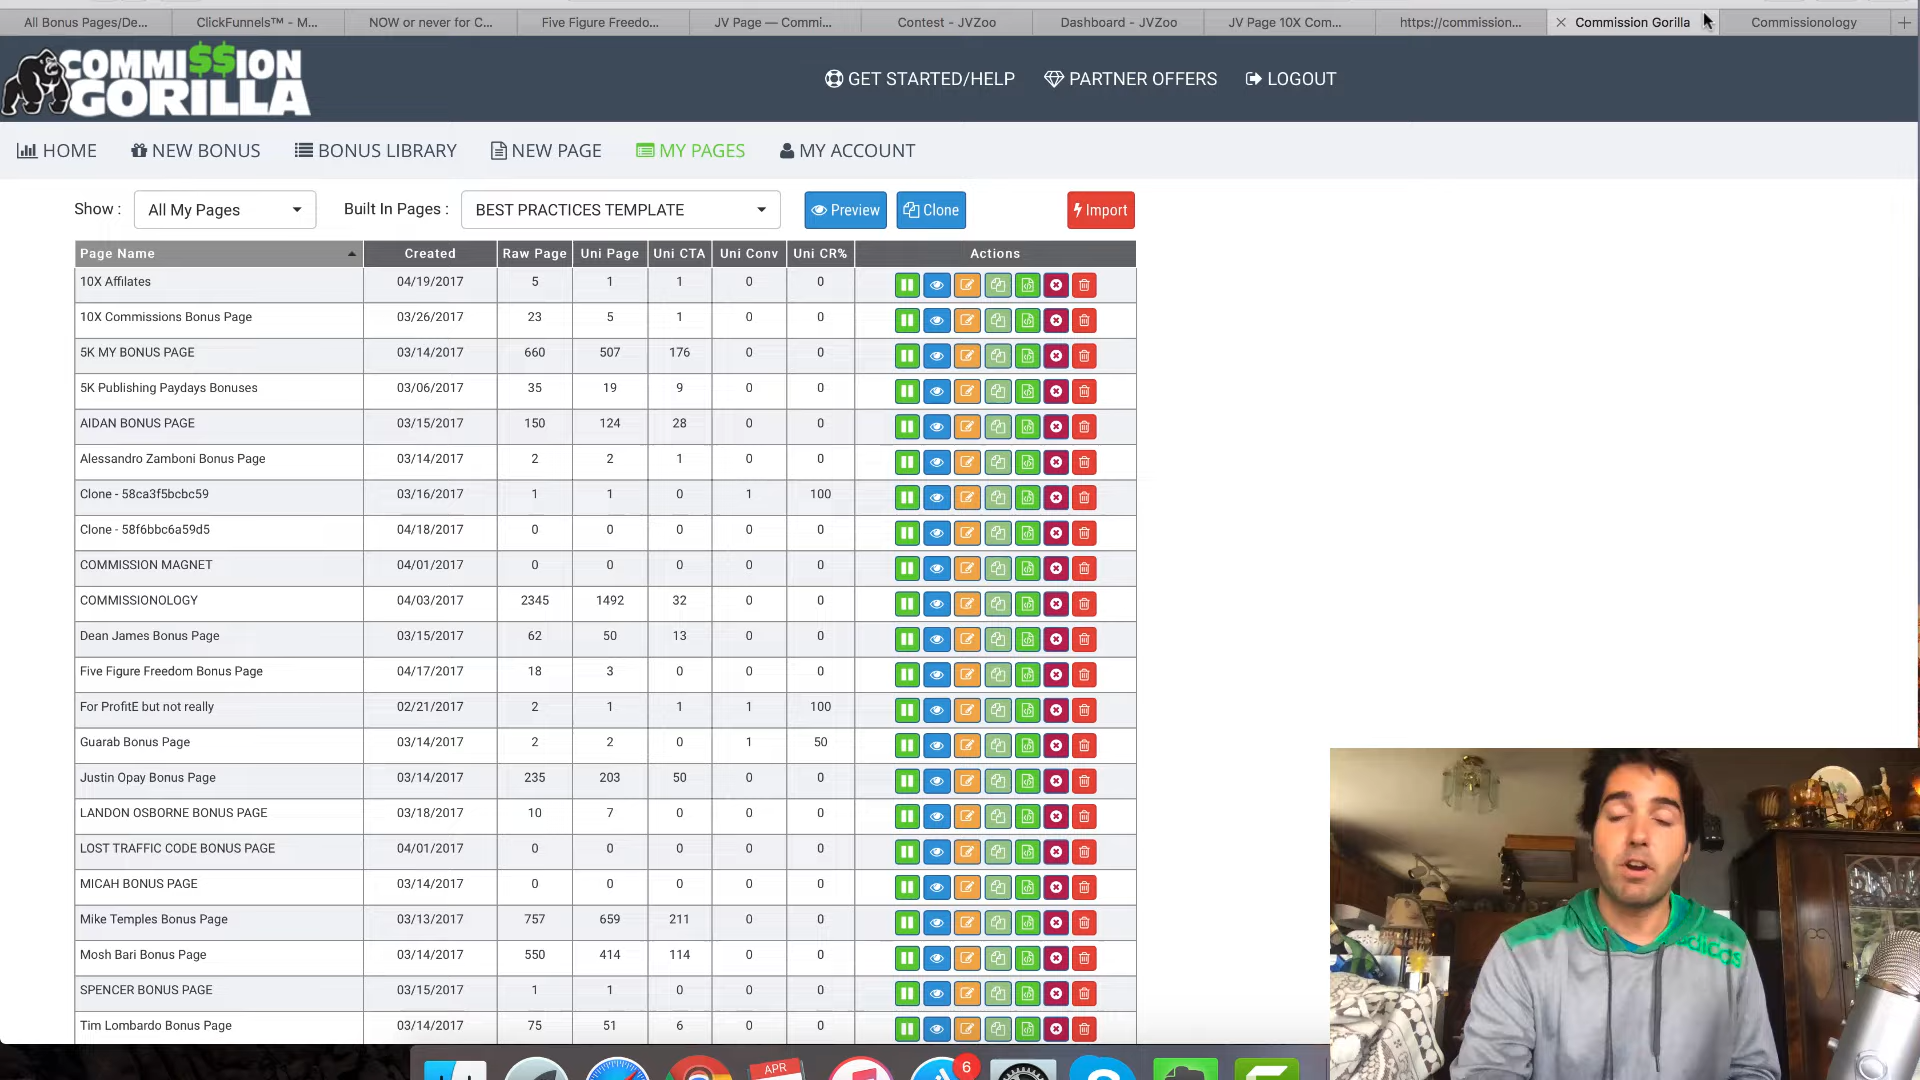 All Bonus Pages/De... ClickFunnels™ - M... NOW or never for C... Five Figure Freedo... JV Page — Commi... Contest - JVZoo Dashboard - JVZoo JV Page 10X Com... https://commission... Commission Gorilla Commissionology
COMMI$$ION
GORILLA
GET STARTED/HELP PARTNER OFFERS LOGOUT
HOME NEW BONUS BONUS LIBRARY NEW PAGE MY PAGES MY ACCOUNT
Show : All My Pages Built In Pages : BEST PRACTICES TEMPLATE Preview Clone Import
Page Name Created Raw Page Uni Page Uni CTA Uni Conv Uni CR% Actions
10X Affilates 04/19/2017 5 1 1 0 0
10X Commissions Bonus Page 03/26/2017 23 5 1 0 0
5K MY BONUS PAGE 03/14/2017 660 507 176 0 0
5K Publishing Paydays Bonuses 03/06/2017 35 19 9 0 0
AIDAN BONUS PAGE 03/15/2017 150 124 28 0 0
Alessandro Zamboni Bonus Page 03/14/2017 2 2 1 0 0
Clone - 58ca3f5bcbc59 03/16/2017 1 1 0 1 100
Clone - 58f6bbc6a59d5 04/18/2017 0 0 0 0 0
COMMISSION MAGNET 04/01/2017 0 0 0 0 0
COMMISSIONOLOGY 04/03/2017 2345 1492 32 0 0
Dean James Bonus Page 03/15/2017 62 50 13 0 0
Five Figure Freedom Bonus Page 04/17/2017 18 3 0 0 0
For ProfitE but not really 02/21/2017 2 1 1 1 100
Guarab Bonus Page 03/14/2017 2 2 0 1 50
Justin Opay Bonus Page 03/14/2017 235 203 50 0 0
LANDON OSBORNE BONUS PAGE 03/18/2017 10 7 0 0 0
LOST TRAFFIC CODE BONUS PAGE 04/01/2017 0 0 0 0 0
MICAH BONUS PAGE 03/14/2017 0 0 0 0 0
Mike Temples Bonus Page 03/13/2017 757 659 211 0 0
Mosh Bari Bonus Page 03/14/2017 550 414 114 0 0
SPENCER BONUS PAGE 03/15/2017 1 1 0 0 0
Tim Lombardo Bonus Page 03/14/2017 75 51 6 0 0
adidas
APR
6